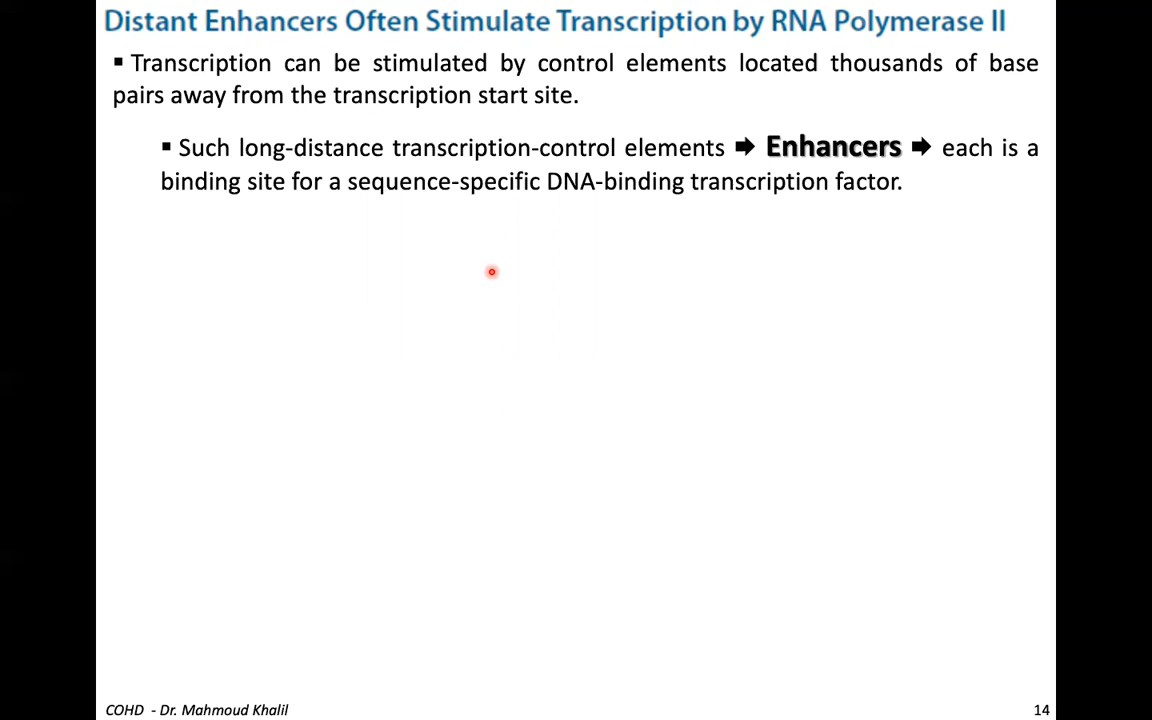 Distant Enhancers Often Stimulate Transcription by RNA Polymerase II
▪ Transcription can be stimulated by control elements located thousands of base
pairs away from the transcription start site.
▪ Such long-distance transcription-control elements ➡ Enhancers ➡ each is a
binding site for a sequence-specific DNA-binding transcription factor.
COHD - Dr. Mahmoud Khalil
14